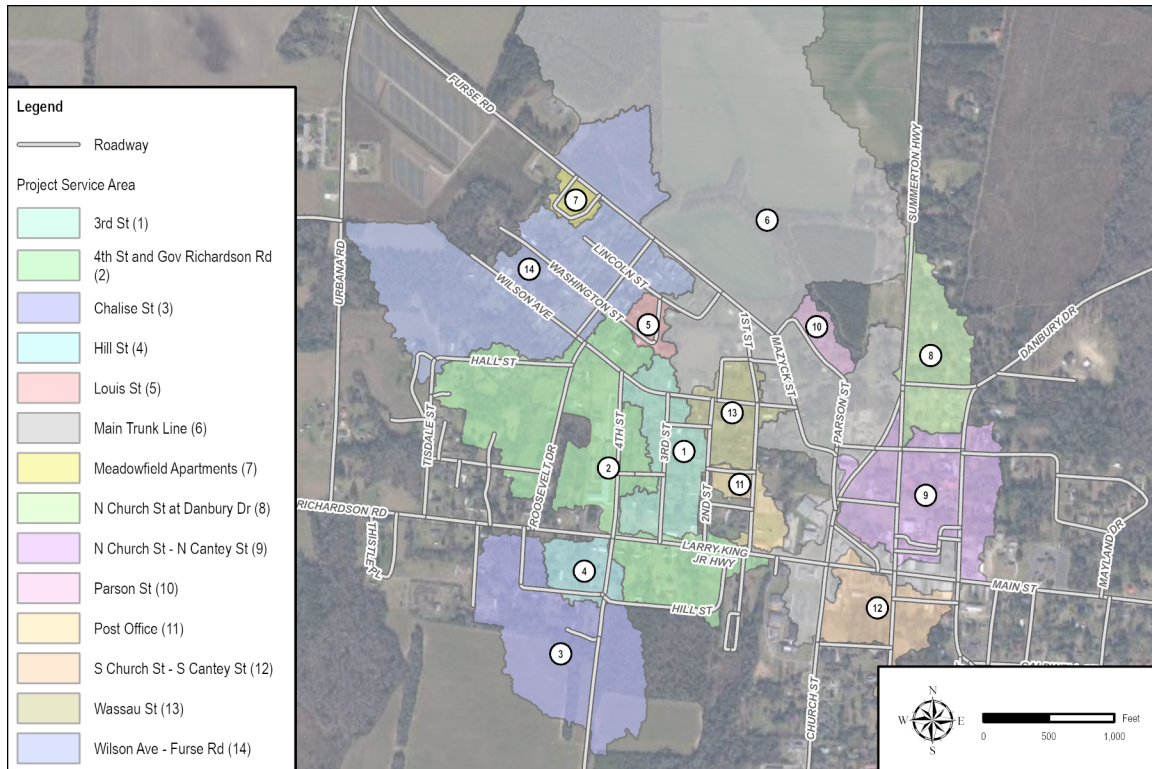 Legend
Roadway
Project Service Area
3rd St (1)
4th St and Gov Richardson Rd
(2)
Chalise St (3)
Hill St (4)
Louis St (5)
Main Trunk Line (6)
Meadowfield Apartments (7)
N Church St at Danbury Dr (8)
N Church St - N Cantey St (9)
Parson St (10)
Post Office (11)
S Church St - S Cantey St (12)
Wassau St (13)
Wilson Ave - Furse Rd (14)
FURSE RD
SUMMERTON HWY
7
6
URBANA RD
LINCOLN ST
14
WASHINGTON ST
WILSON AVE
5
1ST ST
10
MAZYCK ST
DANBURY DR
8
HALL ST
PARSON ST
13
TISDALE ST
4TH ST
3RD ST
1
2
11
ROOSEVELT DR
2ND ST
9
RICHARDSON RD
THISTLE
PL
LARRY KING
JR HWY
MAYLAND DR
MAIN ST
4
HILL ST
12
3
CHURCH ST
N
W
E
S
Feet
0
500
1,000